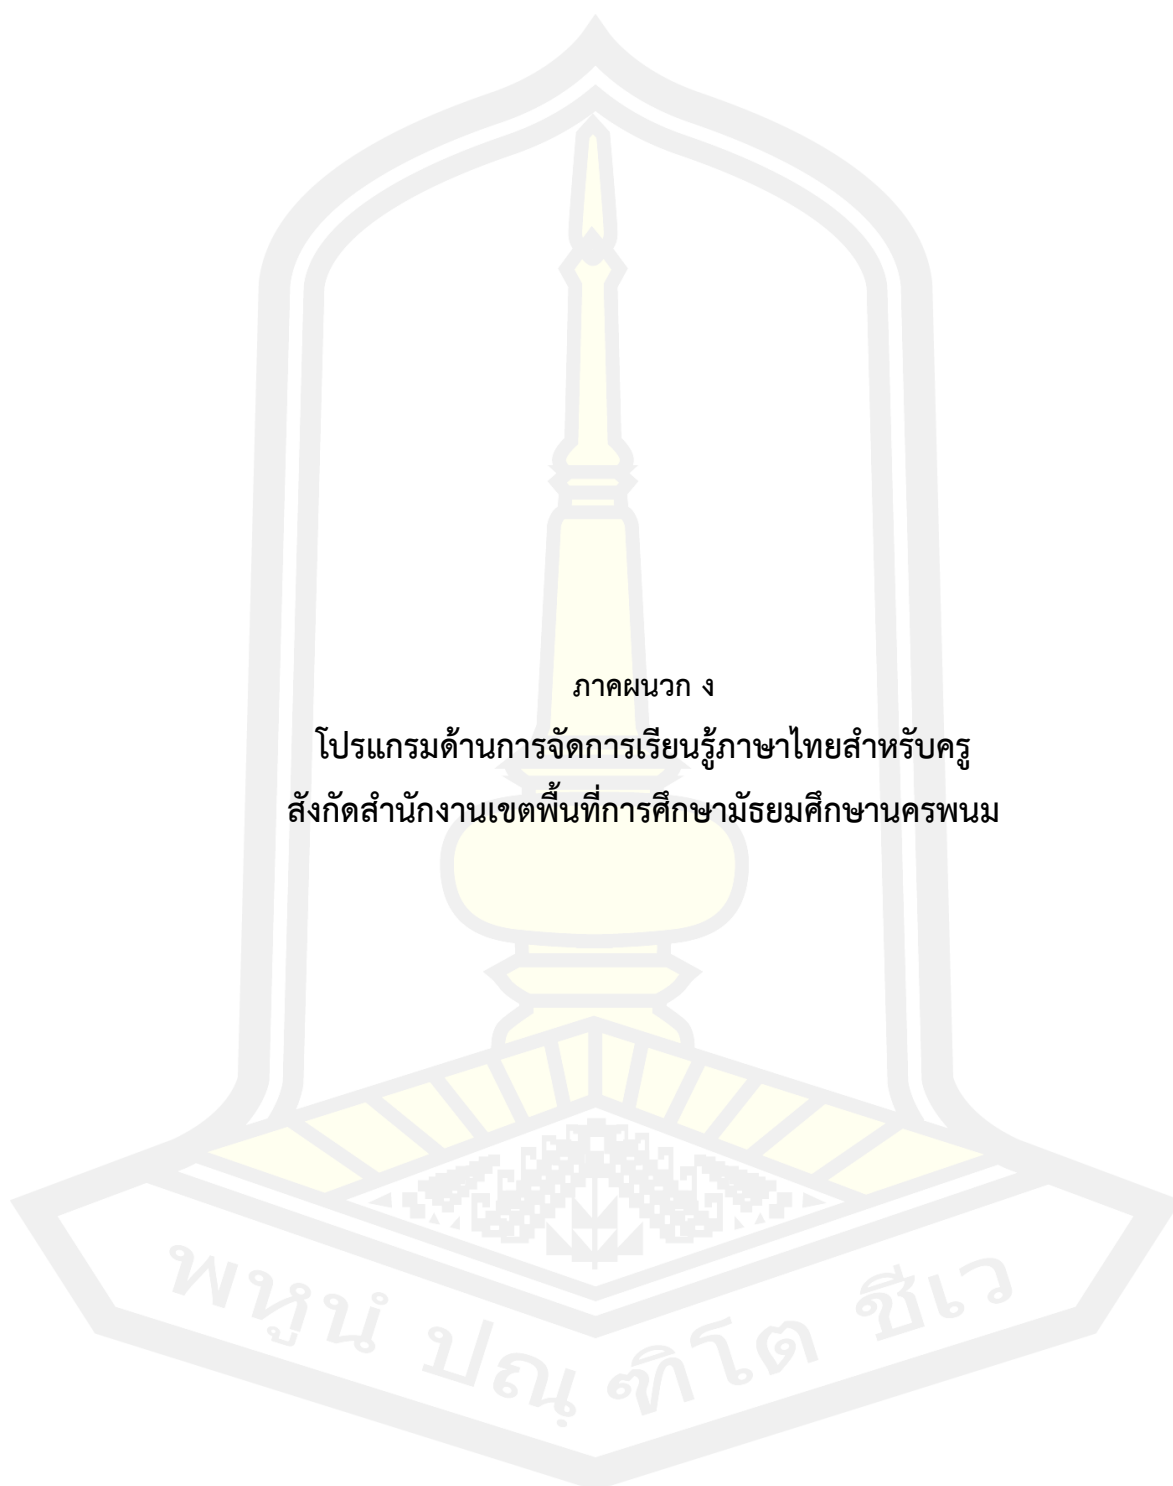 ภาคผนวก ง
โปรแกรมด้านการจัดการเรียนรู้ภาษาไทยสำหรับครู
สังกัดสำนักงานเขตพื้นที่การศึกษามัธยมศึกษานครพนม
พหูนํ ปณฺฑิโต ชีเว